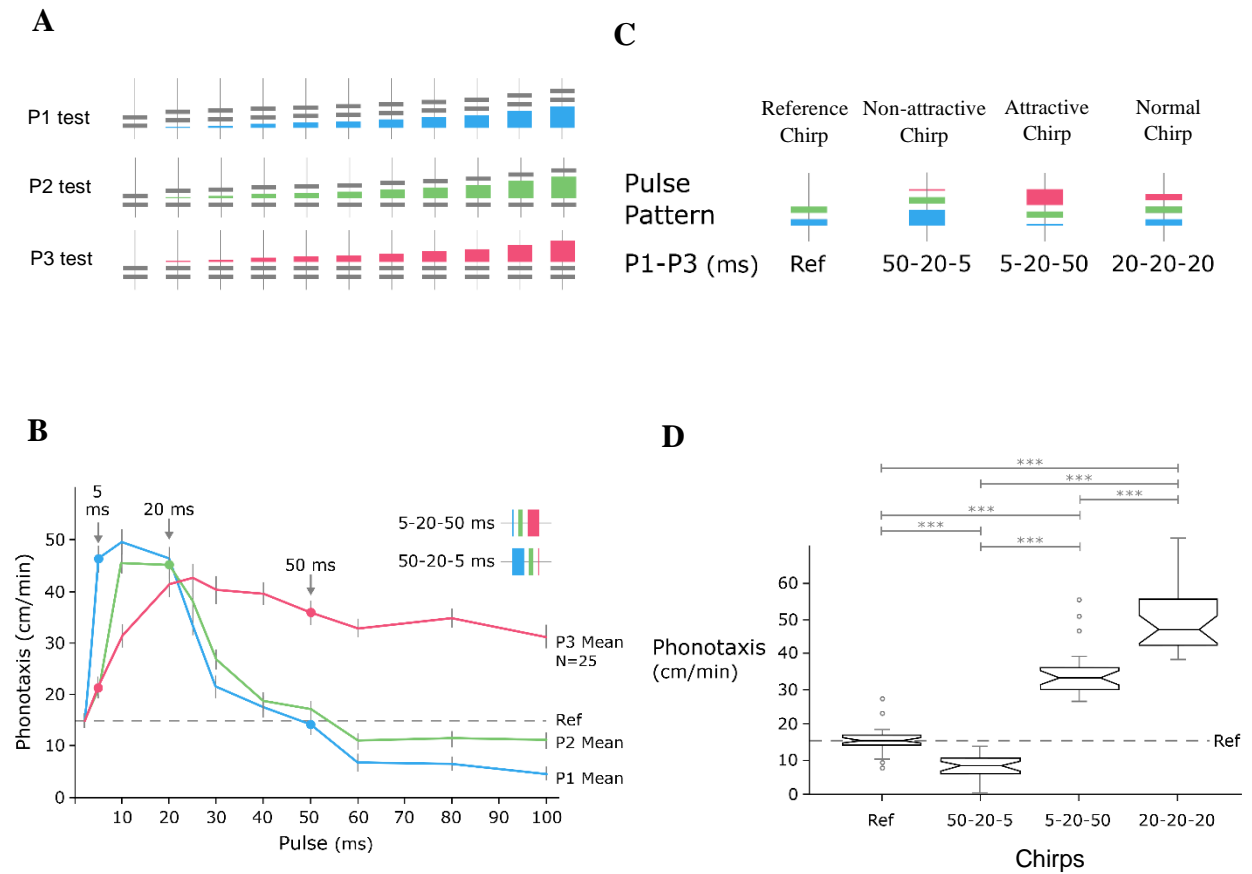 A
P1 test
P2 test
P3 test
C
Reference Chirp
Non-attractive Chirp
Attractive Chirp
Normal Chirp
Pulse Pattern
P1-P3 (ms)
Ref
50-20-5
5-20-50
20-20-20
B
Phonotaxis (cm/min)
50
40
30
20
10
0
5 ms
20 ms
50 ms
5-20-50 ms
50-20-5 ms
P3 Mean
N=25
Ref
P2 Mean
P1 Mean
10 20 30 40 50 60 70 80 90 100
Pulse (ms)
D
***
***
***
***
***
***
Phonotaxis
(cm/min)
60
50
40
30
20
10
0
Ref
Ref 50-20-5 5-20-50 20-20-20
Chirps